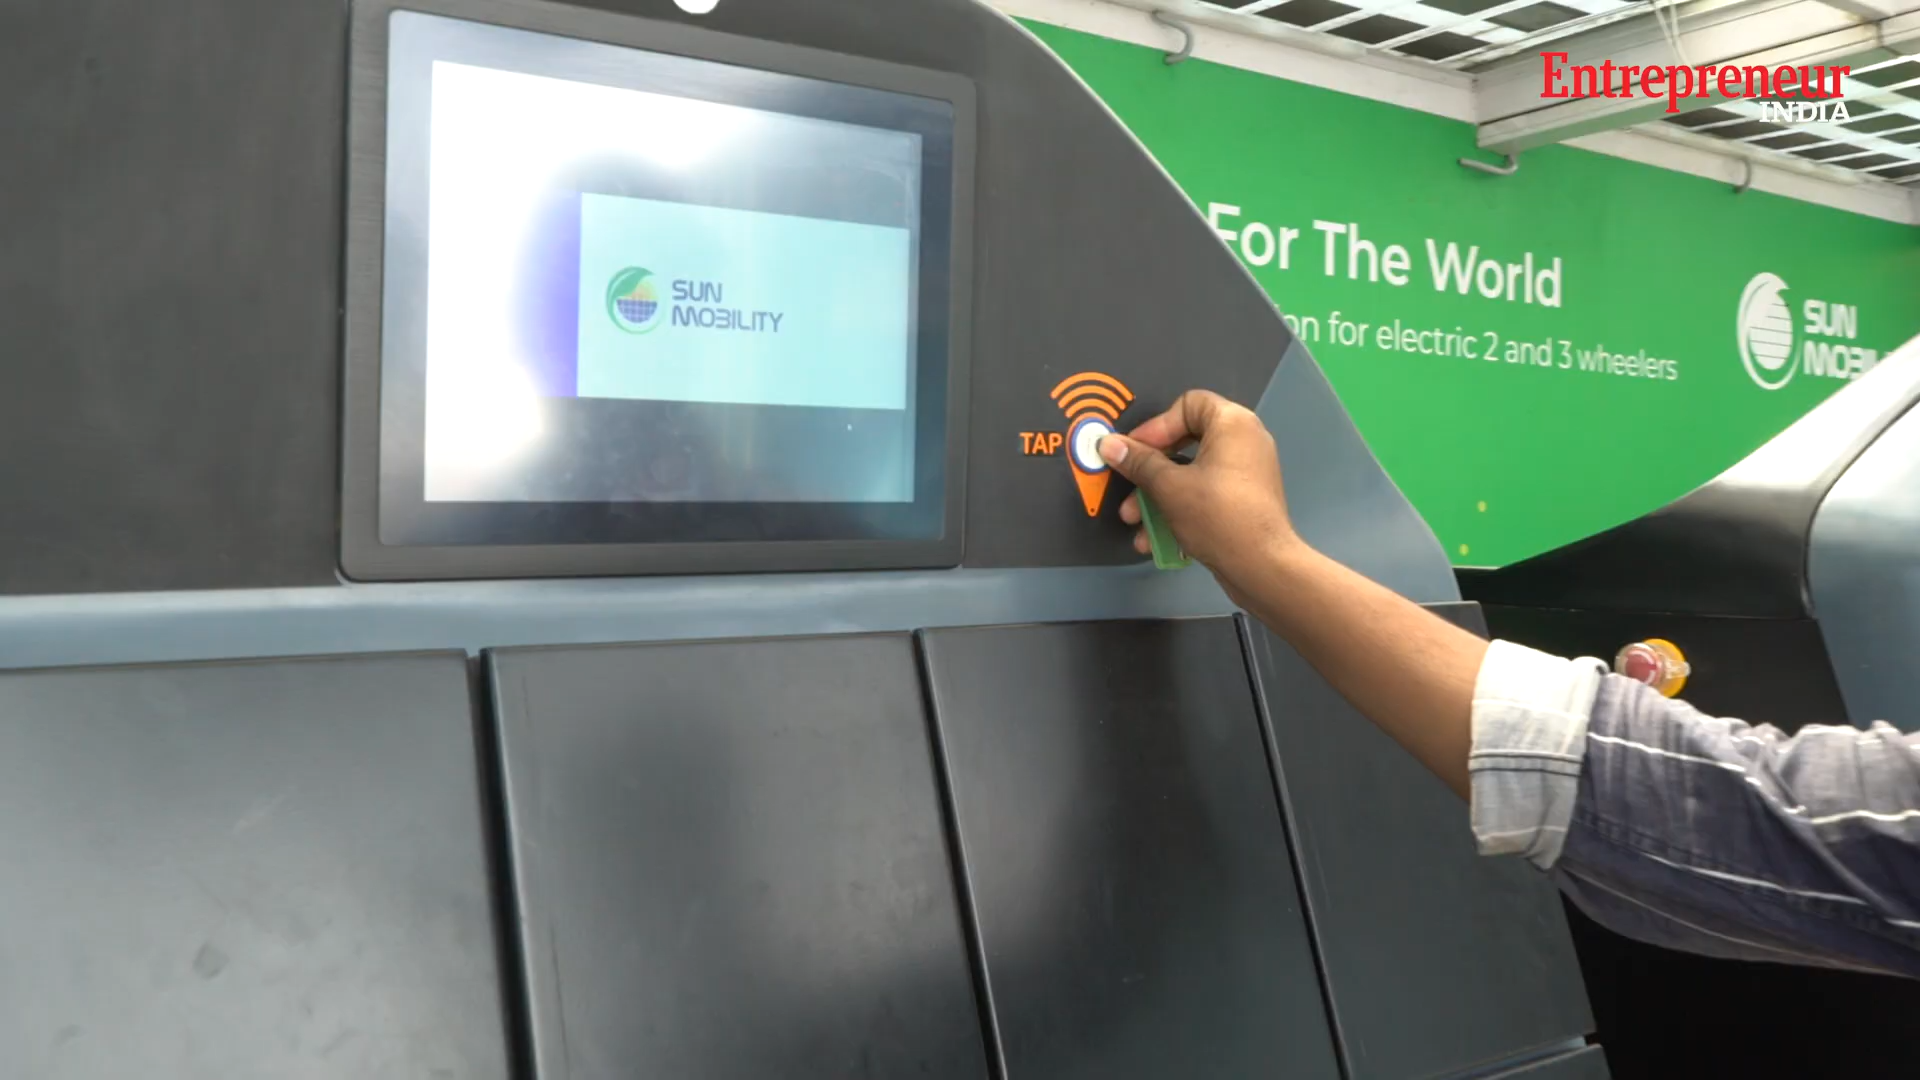 Entrepreneur
INDIA
For The World
on for electric 2 and 3 wheelers
SUN
MOBILITY
TAP
SUN